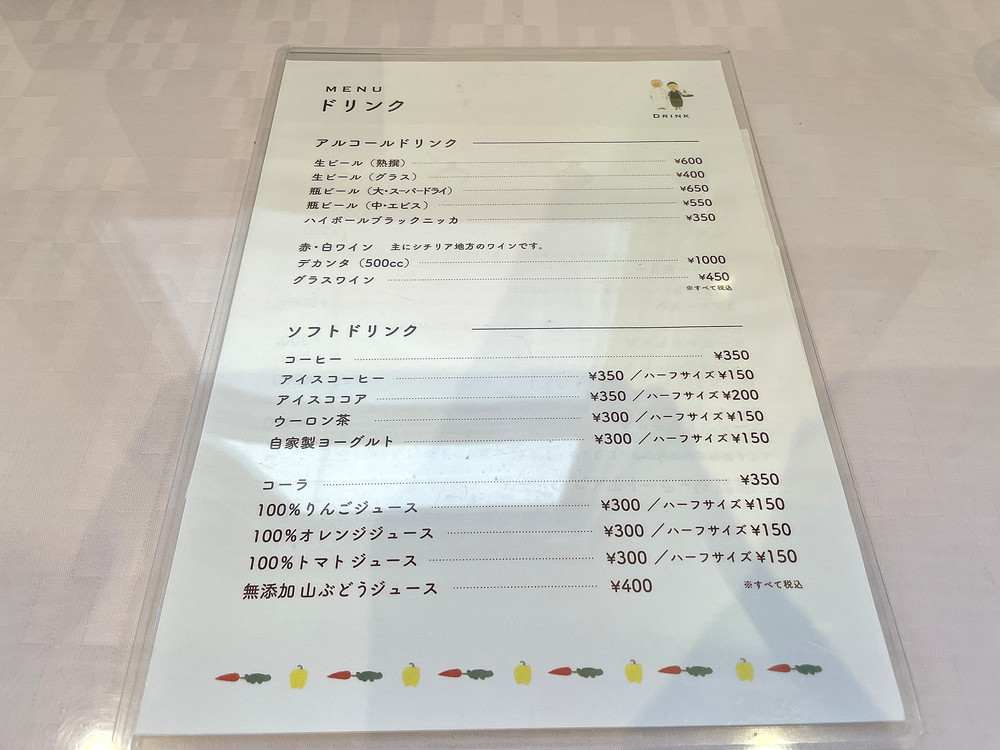 MENU
ドリンク
DRINK
アルコールドリンク
生ビール（熟撰） ¥600
生ビール（グラス） ¥400
瓶ビール（大・スーパードライ） ¥650
瓶ビール（中・エビス） ¥550
ハイボールブラックニッカ ¥350
赤・白ワイン 主にシチリア地方のワインです。
デカンタ（500cc） ¥1000
グラスワイン ¥450
※すべて税込
ソフトドリンク
コーヒー ¥350
アイスコーヒー ¥350 ／ハーフサイズ¥150
アイスココア ¥350 ／ハーフサイズ¥200
ウーロン茶 ¥300 ／ハーフサイズ¥150
自家製ヨーグルト ¥300 ／ハーフサイズ¥150
コーラ ¥350
100%りんごジュース ¥300 ／ハーフサイズ¥150
100%オレンジジュース ¥300 ／ハーフサイズ¥150
100%トマトジュース ¥300 ／ハーフサイズ¥150
無添加 山ぶどうジュース ¥400
※すべて税込